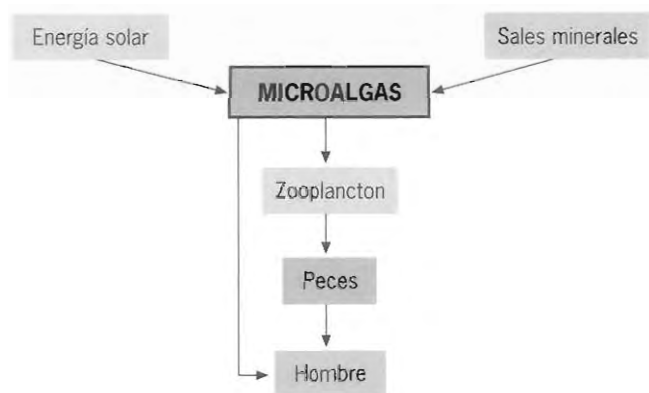 Energía solar
Sales minerales
MICROALGAS
Zooplancton
Peces
Hombre